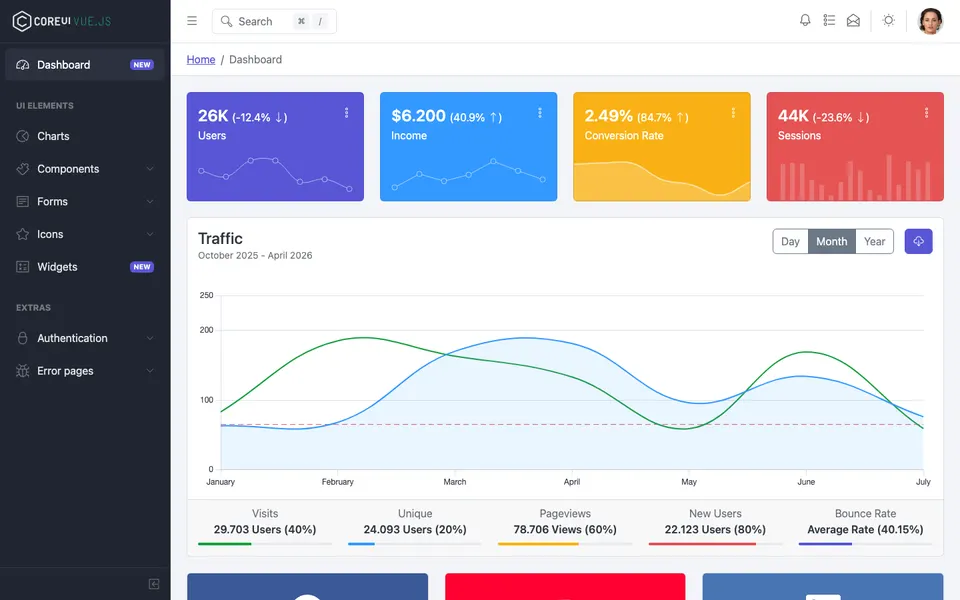 COREUI VUE.JS
Search ⌘ /
Dashboard NEW
UI ELEMENTS
Charts
Components
Forms
Icons
Widgets NEW
EXTRAS
Authentication
Error pages
Home / Dashboard
26K (-12.4% ↓)
Users
$6.200 (40.9% ↑)
Income
2.49% (84.7% ↑)
Conversion Rate
44K (-23.6% ↓)
Sessions
Traffic
October 2025 - April 2026
Day Month Year
250
200
100
0
January February March April May June July
Visits
29.703 Users (40%)
Unique
24.093 Users (20%)
Pageviews
78.706 Views (60%)
New Users
22.123 Users (80%)
Bounce Rate
Average Rate (40.15%)